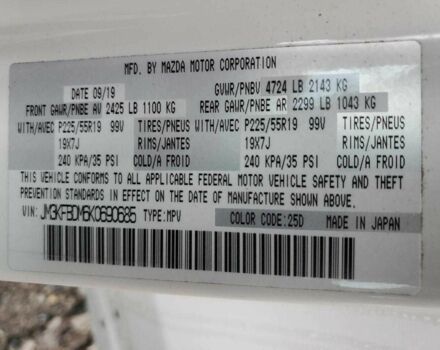 MFD. BY MAZDA MOTOR CORPORATION
DATE 09/19 GVWR/PNBV 4724 LB 2143 KG
FRONT GAWR/PNBE AV 2425 LB 1100 KG REAR GAWR/PNBE AR 2299 LB 1043 KG
WITH/AVEC P225/55R19 99V TIRES/PNEUS WITH/AVEC P225/55R19 99V TIRES/PNEUS
19X7J RIMS/JANTES 19X7J RIMS/JANTES
240 KPA/35 PSI COLD/A FROID 240 KPA/35 PSI COLD/A FROID
THIS VEHICLE CONFORMS TO ALL APPLICABLE FEDERAL MOTOR VEHICLE SAFETY AND THEFT
PREVENTION STANDARDS IN EFFECT ON THE DATE OF MANUFACTURE SHOWN ABOVE.
VIN: JM3KFBDM6K0690685 TYPE:MPV COLOR CODE:25D MADE IN JAPAN